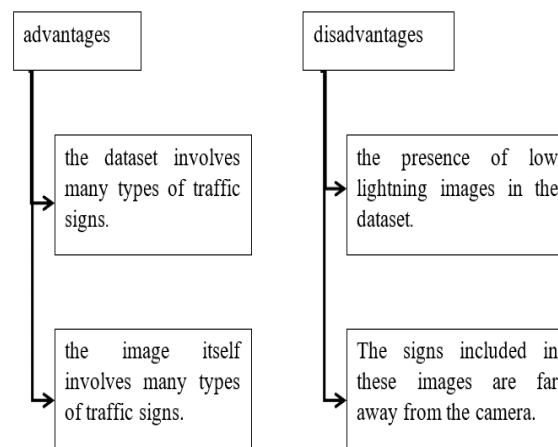 advantages
the dataset involves
many types of traffic
signs.
the image itself
involves many types
of traffic signs.
disadvantages
the presence of low
lightning images in the
dataset.
The signs included in
these images are far
away from the camera.